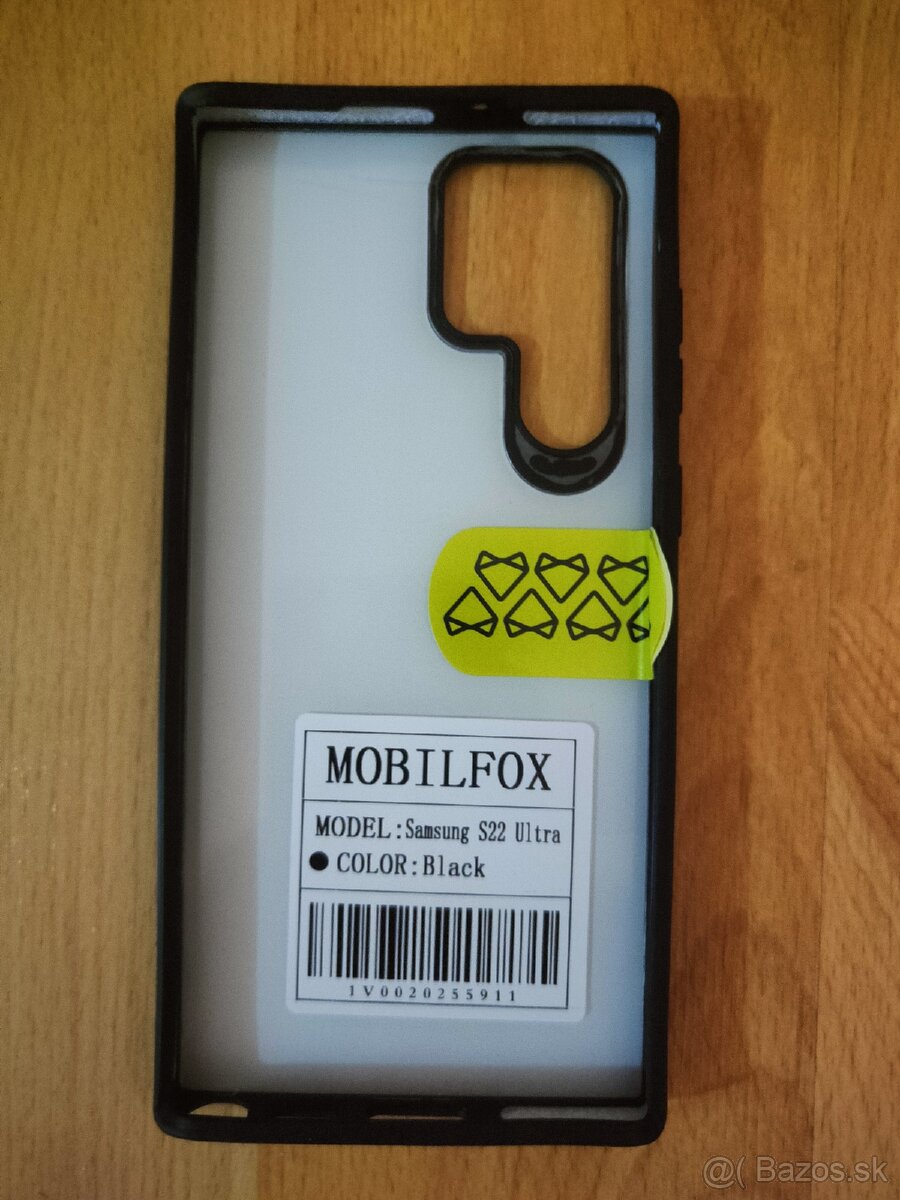 MOBILFOX
MODEL:Samsung S22 Ultra
COLOR:Black
1V0020255911
@( Bazos.sk